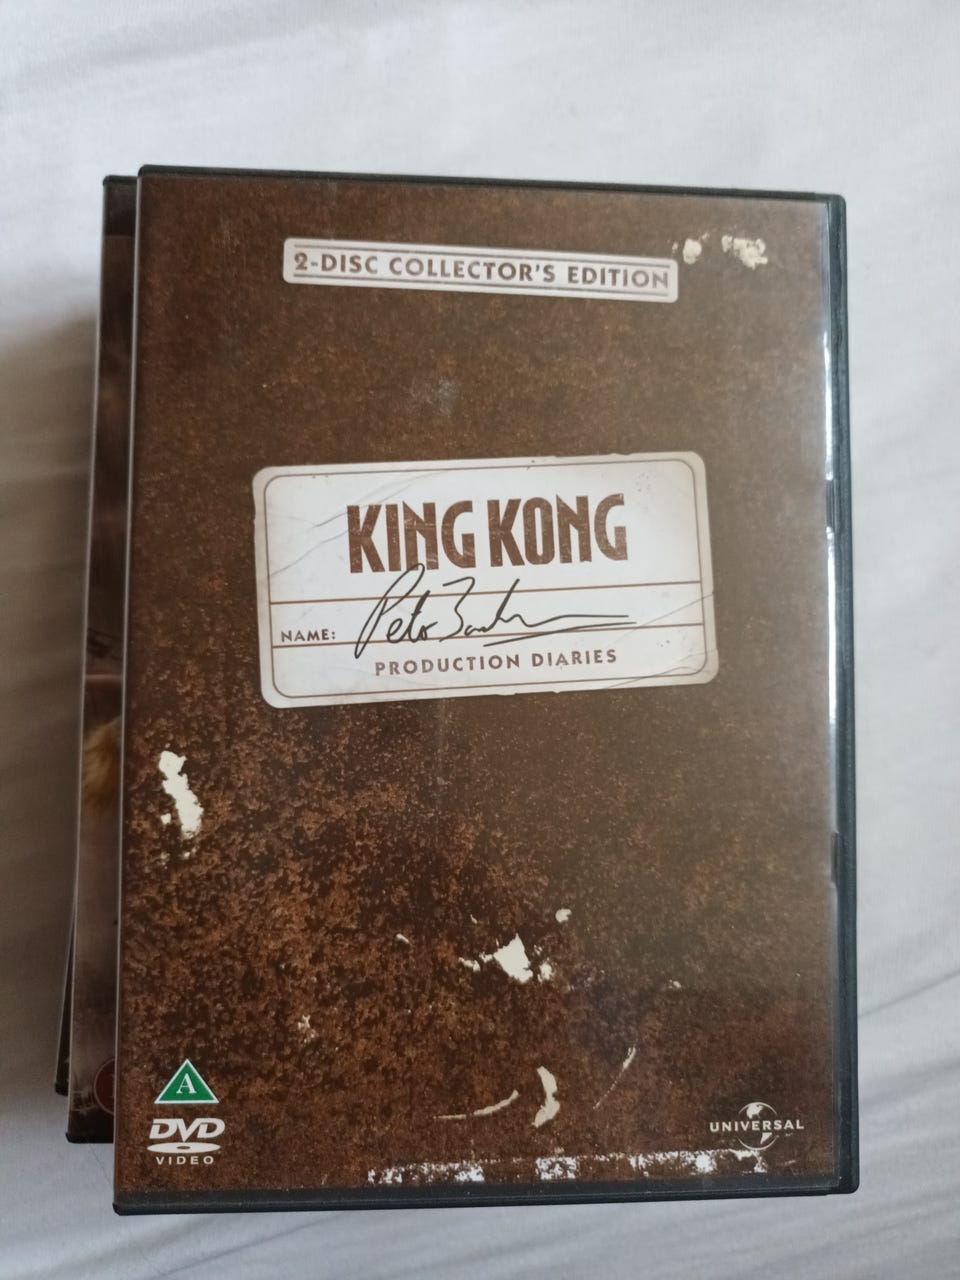 2-DISC COLLECTOR'S EDITION
KING KONG
NAME:
PRODUCTION DIARIES
A
DVD
VIDEO
UNIVERSAL